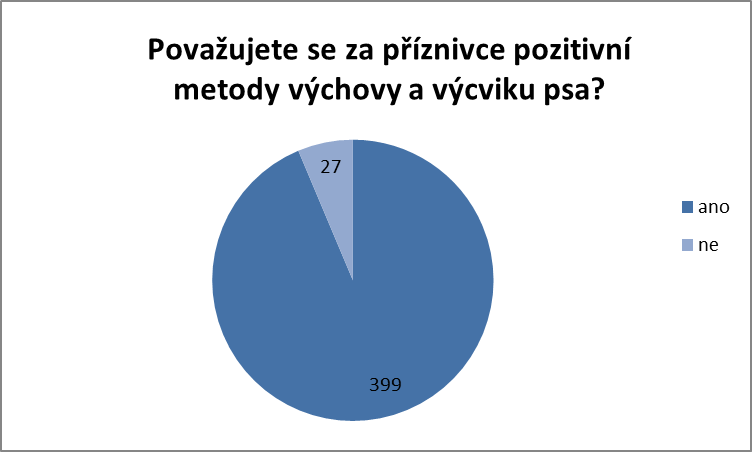 Považujete se za příznivce pozitivní
metody výchovy a výcviku psa?
27
399
ano
ne